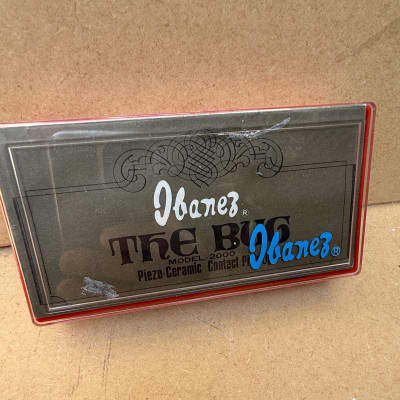 Ibanez®
The Bug
Ibanez®
MODEL 2000
Piezo-Ceramic Contact